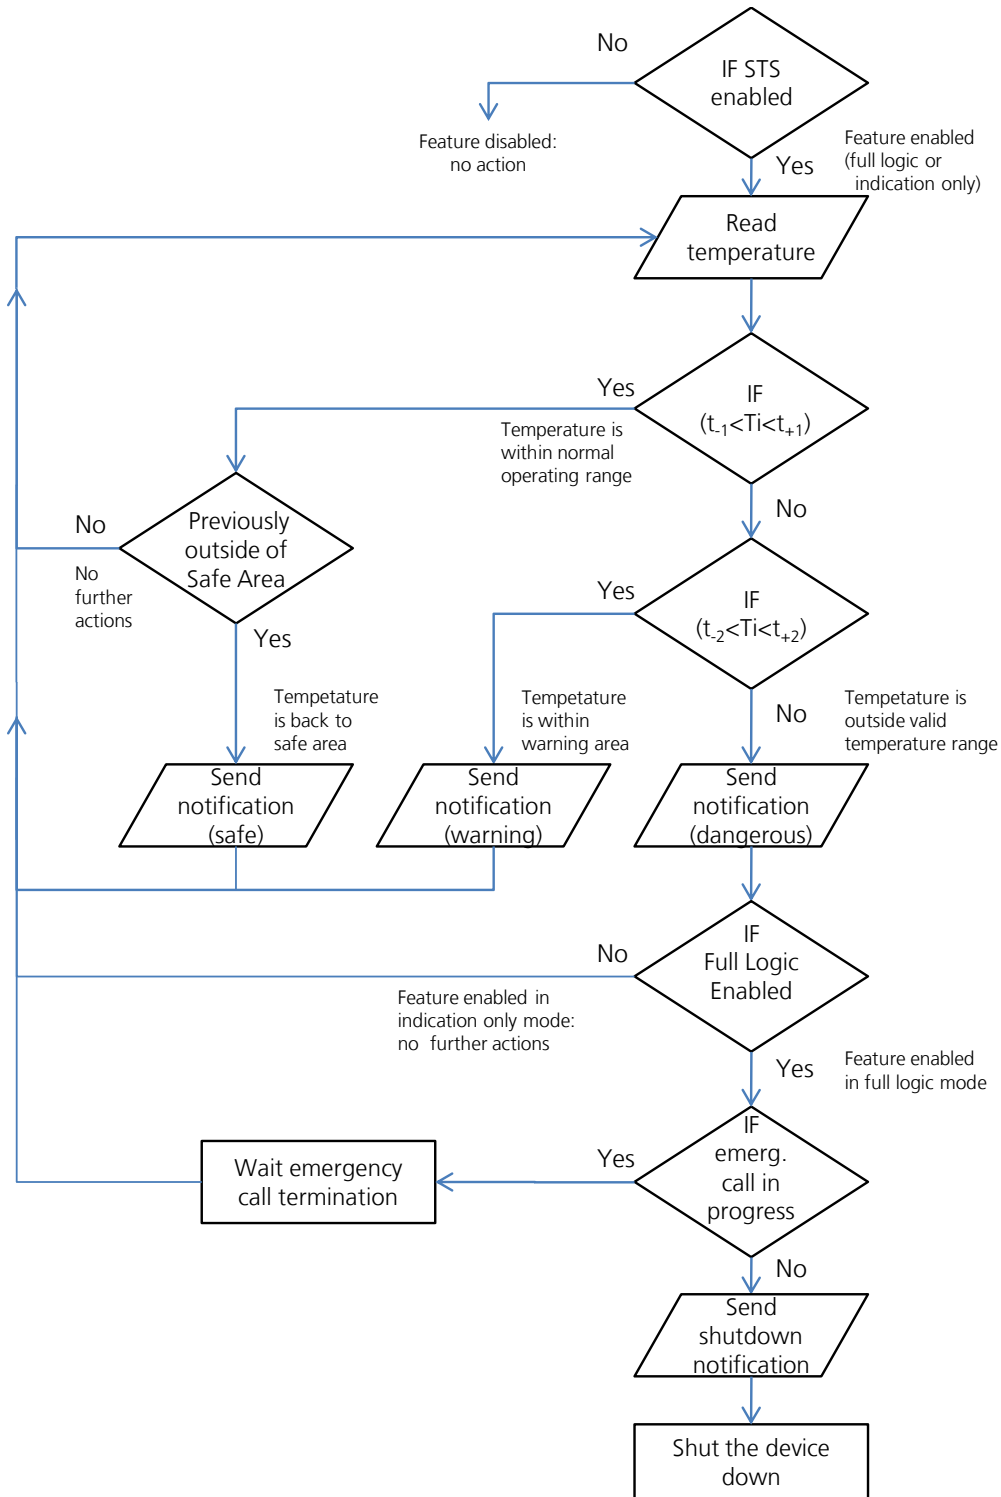 No
IF STS
enabled
Feature disabled:
no action
Feature enabled
(full logic or
indication only)
Yes
Read
temperature
Yes
IF
(t-1<Ti<t+1)
Temperature is
within normal
operating range
No
No
Previously
outside of
Safe Area
No
further
actions
Yes
Yes
IF
(t-2<Ti<t+2)
Tempetature
is back to
safe area
Tempetature
is within
warning area
No
Tempetature is
outside valid
temperature range
Send
notification
(safe)
Send
notification
(warning)
Send
notification
(dangerous)
No
IF
Full Logic
Enabled
Feature enabled in
indication only mode:
no further actions
Yes
Feature enabled
in full logic mode
Wait emergency
call termination
Yes
IF
emerg.
call in
progress
No
Send
shutdown
notification
Shut the device
down